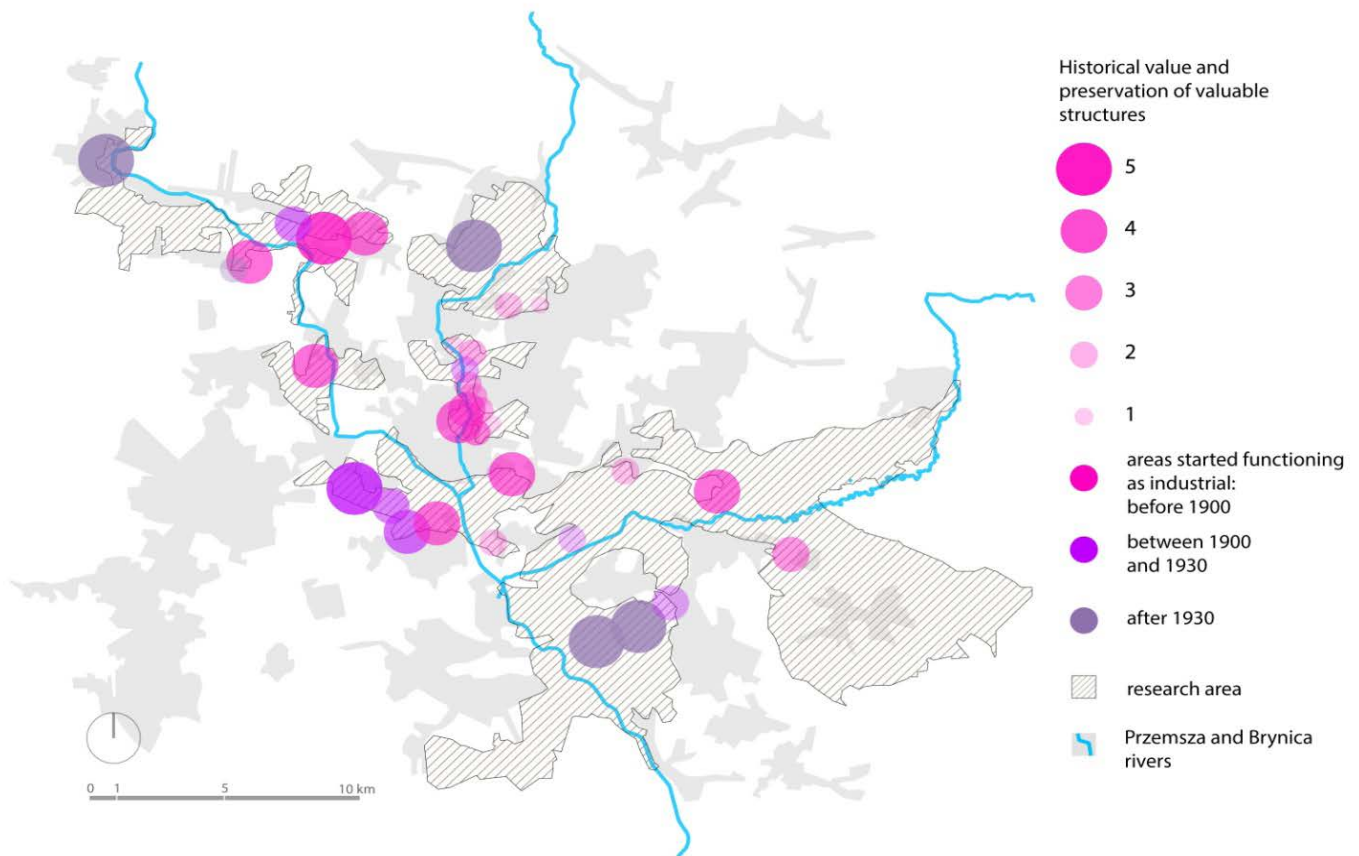 Historical value and
preservation of valuable
structures
5
4
3
2
1
areas started functioning
as industrial:
before 1900
between 1900
and 1930
after 1930
research area
Przemsza and Brynica
rivers
0 1 5 10 km